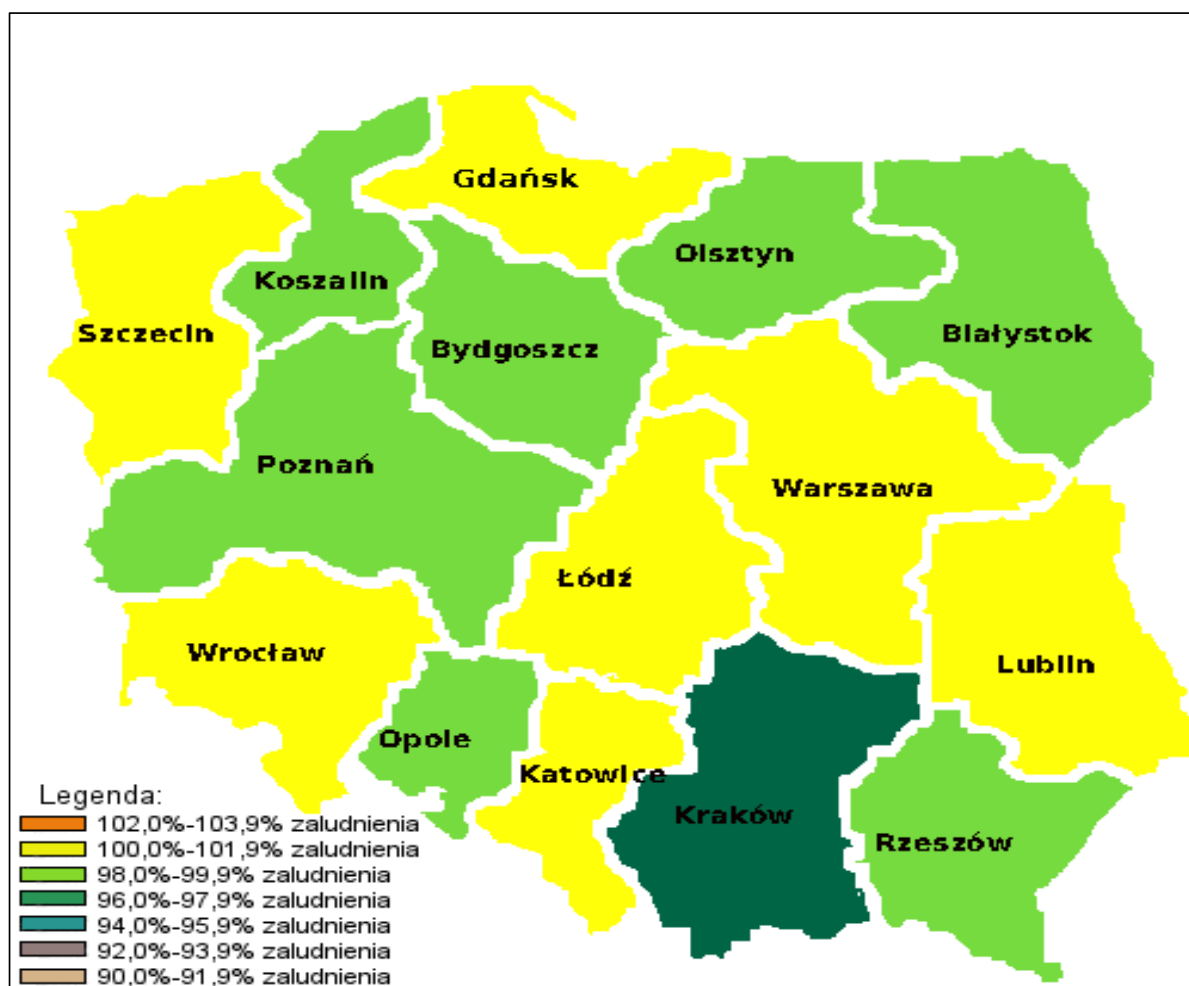 Gdańsk
Olsztyn
Koszalin
Szczecin
Bydgoszcz
Białystok
Poznań
Warszawa
Łódź
Wrocław
Lublin
Opole
Katowice
Kraków
Rzeszów
Legenda:
102,0%-103,9% zaludnienia
100,0%-101,9% zaludnienia
98,0%-99,9% zaludnienia
96,0%-97,9% zaludnienia
94,0%-95,9% zaludnienia
92,0%-93,9% zaludnienia
90,0%-91,9% zaludnienia